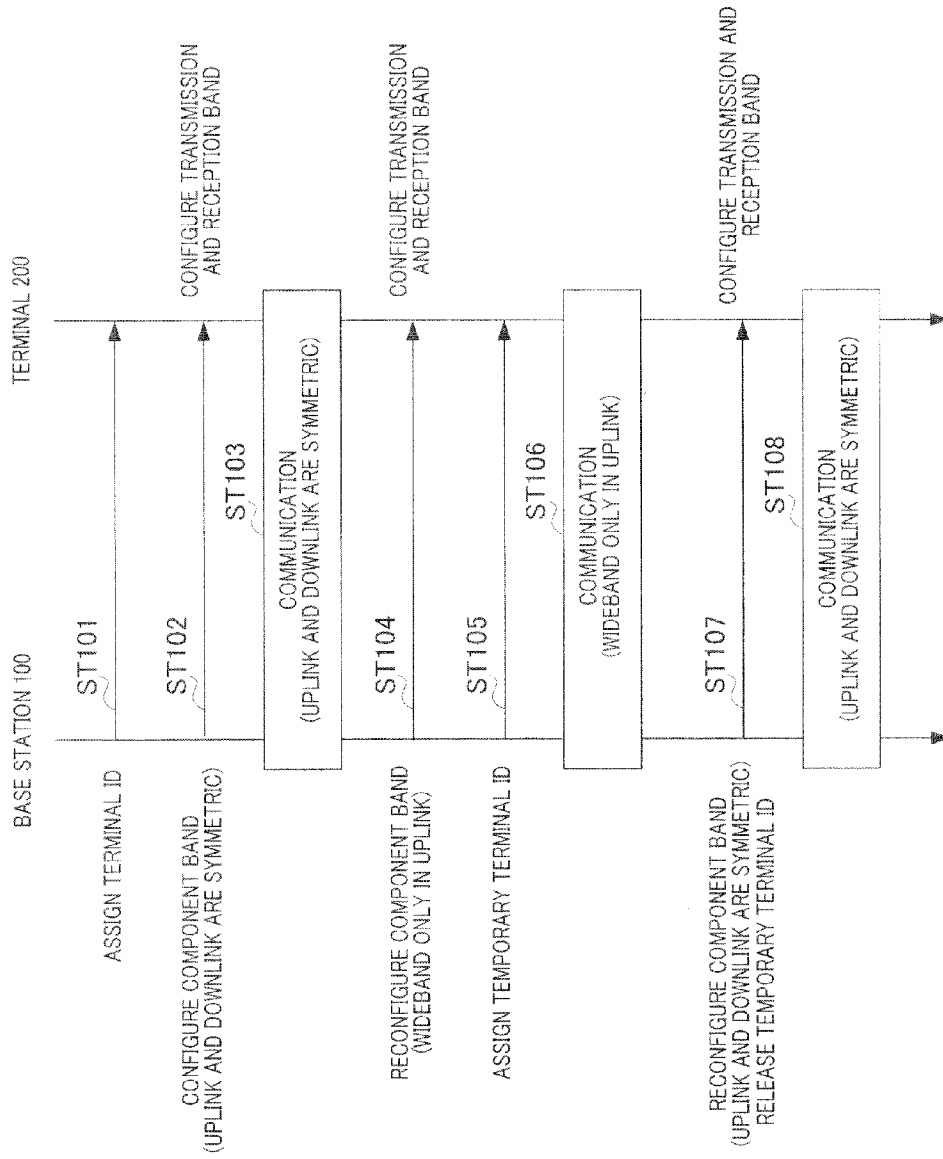 BASE STATION 100
TERMINAL 200
ASSIGN TERMINAL ID
ST101
CONFIGURE COMPONENT BAND
(UPLINK AND DOWNLINK ARE SYMMETRIC)
ST102
CONFIGURE TRANSMISSION
AND RECEPTION BAND
ST103
COMMUNICATION
(UPLINK AND DOWNLINK ARE SYMMETRIC)
RECONFIGURE COMPONENT BAND
(WIDEBAND ONLY IN UPLINK)
ST104
CONFIGURE TRANSMISSION
AND RECEPTION BAND
ASSIGN TEMPORARY TERMINAL ID
ST105
ST106
COMMUNICATION
(WIDEBAND ONLY IN UPLINK)
RECONFIGURE COMPONENT BAND
(UPLINK AND DOWNLINK ARE SYMMETRIC)
RELEASE TEMPORARY TERMINAL ID
ST107
CONFIGURE TRANSMISSION AND
RECEPTION BAND
ST108
COMMUNICATION
(UPLINK AND DOWNLINK ARE SYMMETRIC)